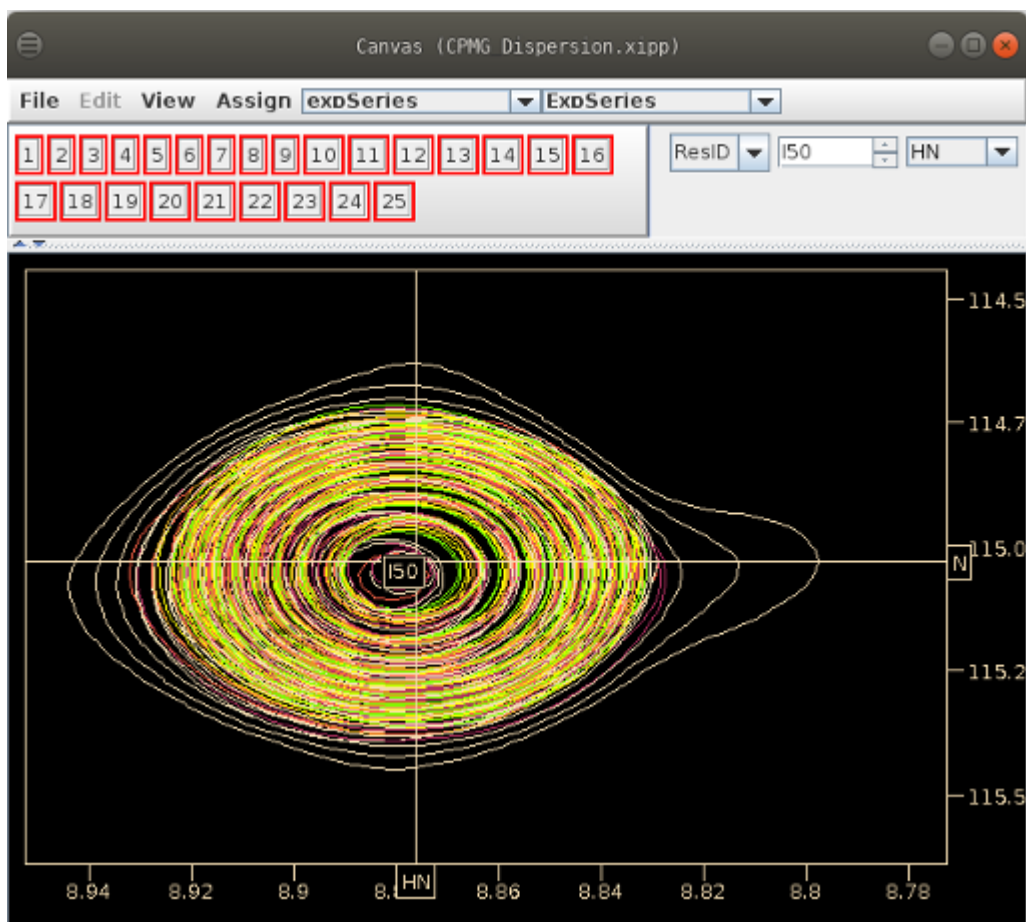 Canvas (CPMG Dispersion.xipp)
File Edit View Assign expSeries ExpSeries
1 2 3 4 5 6 7 8 9 10 11 12 13 14 15 16
ResID I50 HN
17 18 19 20 21 22 23 24 25
114.5
114.7
I50
N 115.0
115.2
115.5
8.94 8.92 8.9 HN 8.86 8.84 8.82 8.8 8.78